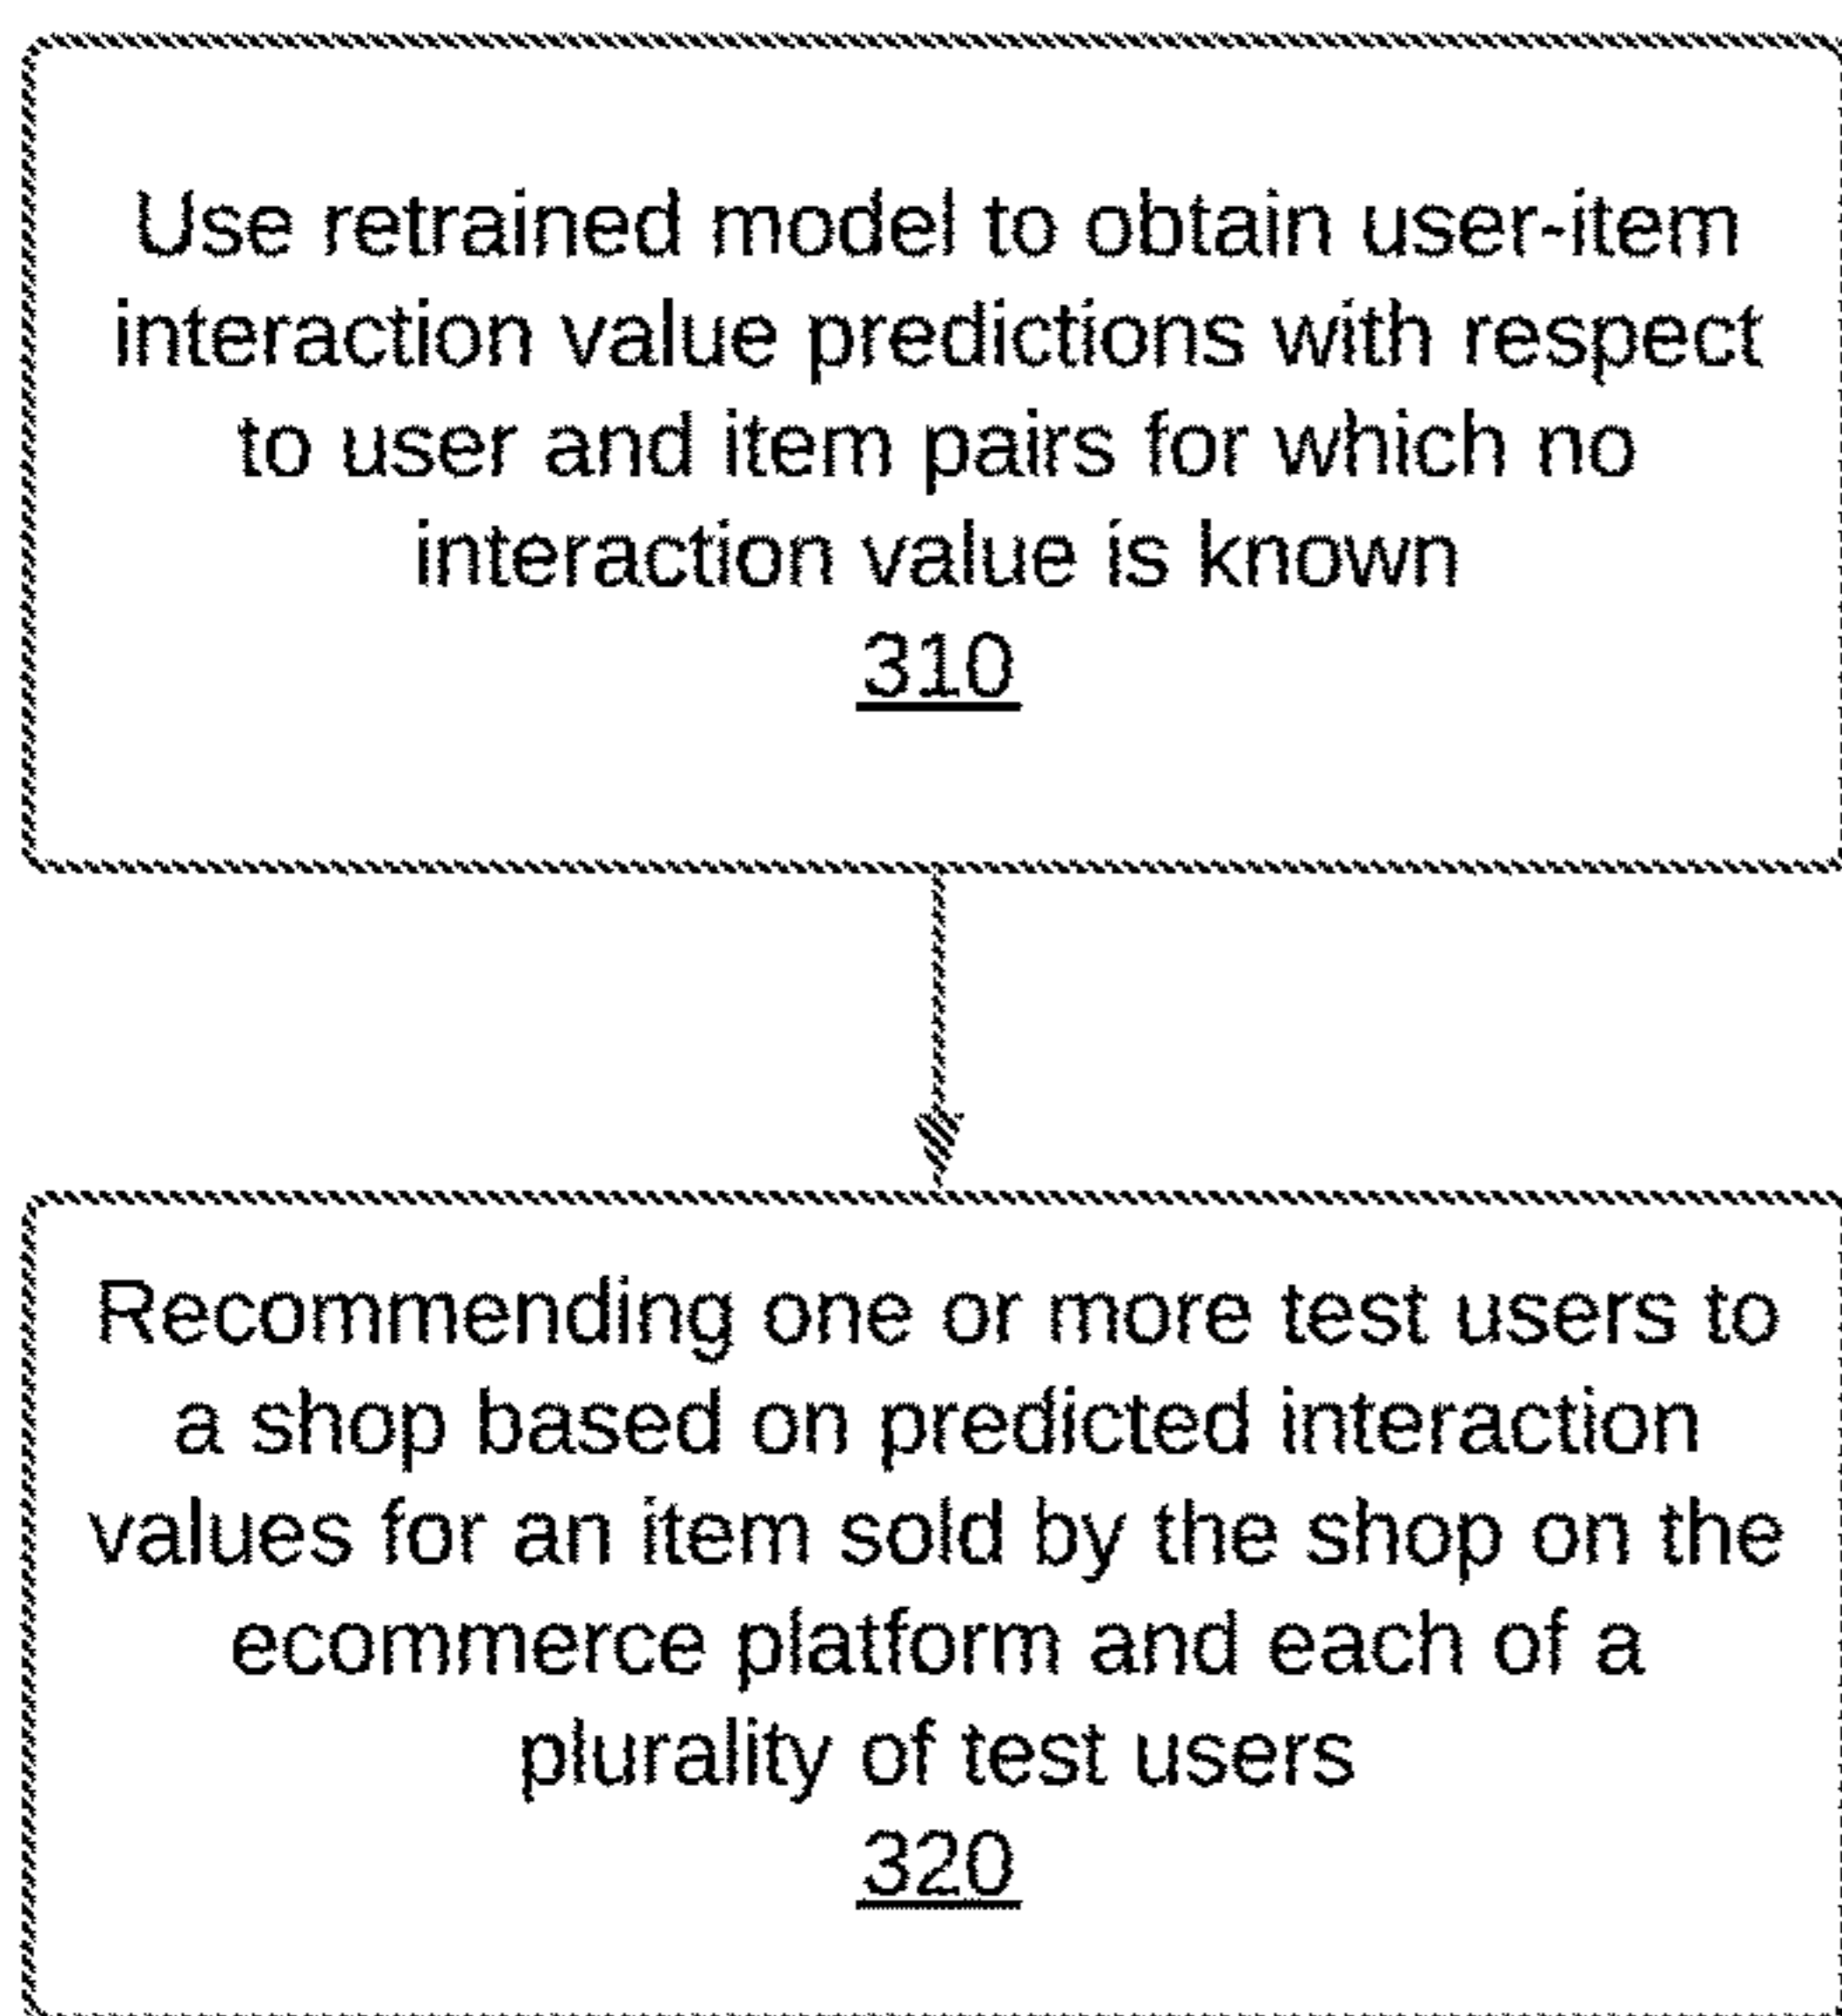 Use retrained model to obtain user-item
interaction value predictions with respect
to user and item pairs for which no
interaction value is known
310
Recommending one or more test users to
a shop based on predicted interaction
values for an item sold by the shop on the
ecommerce platform and each of a
plurality of test users
320